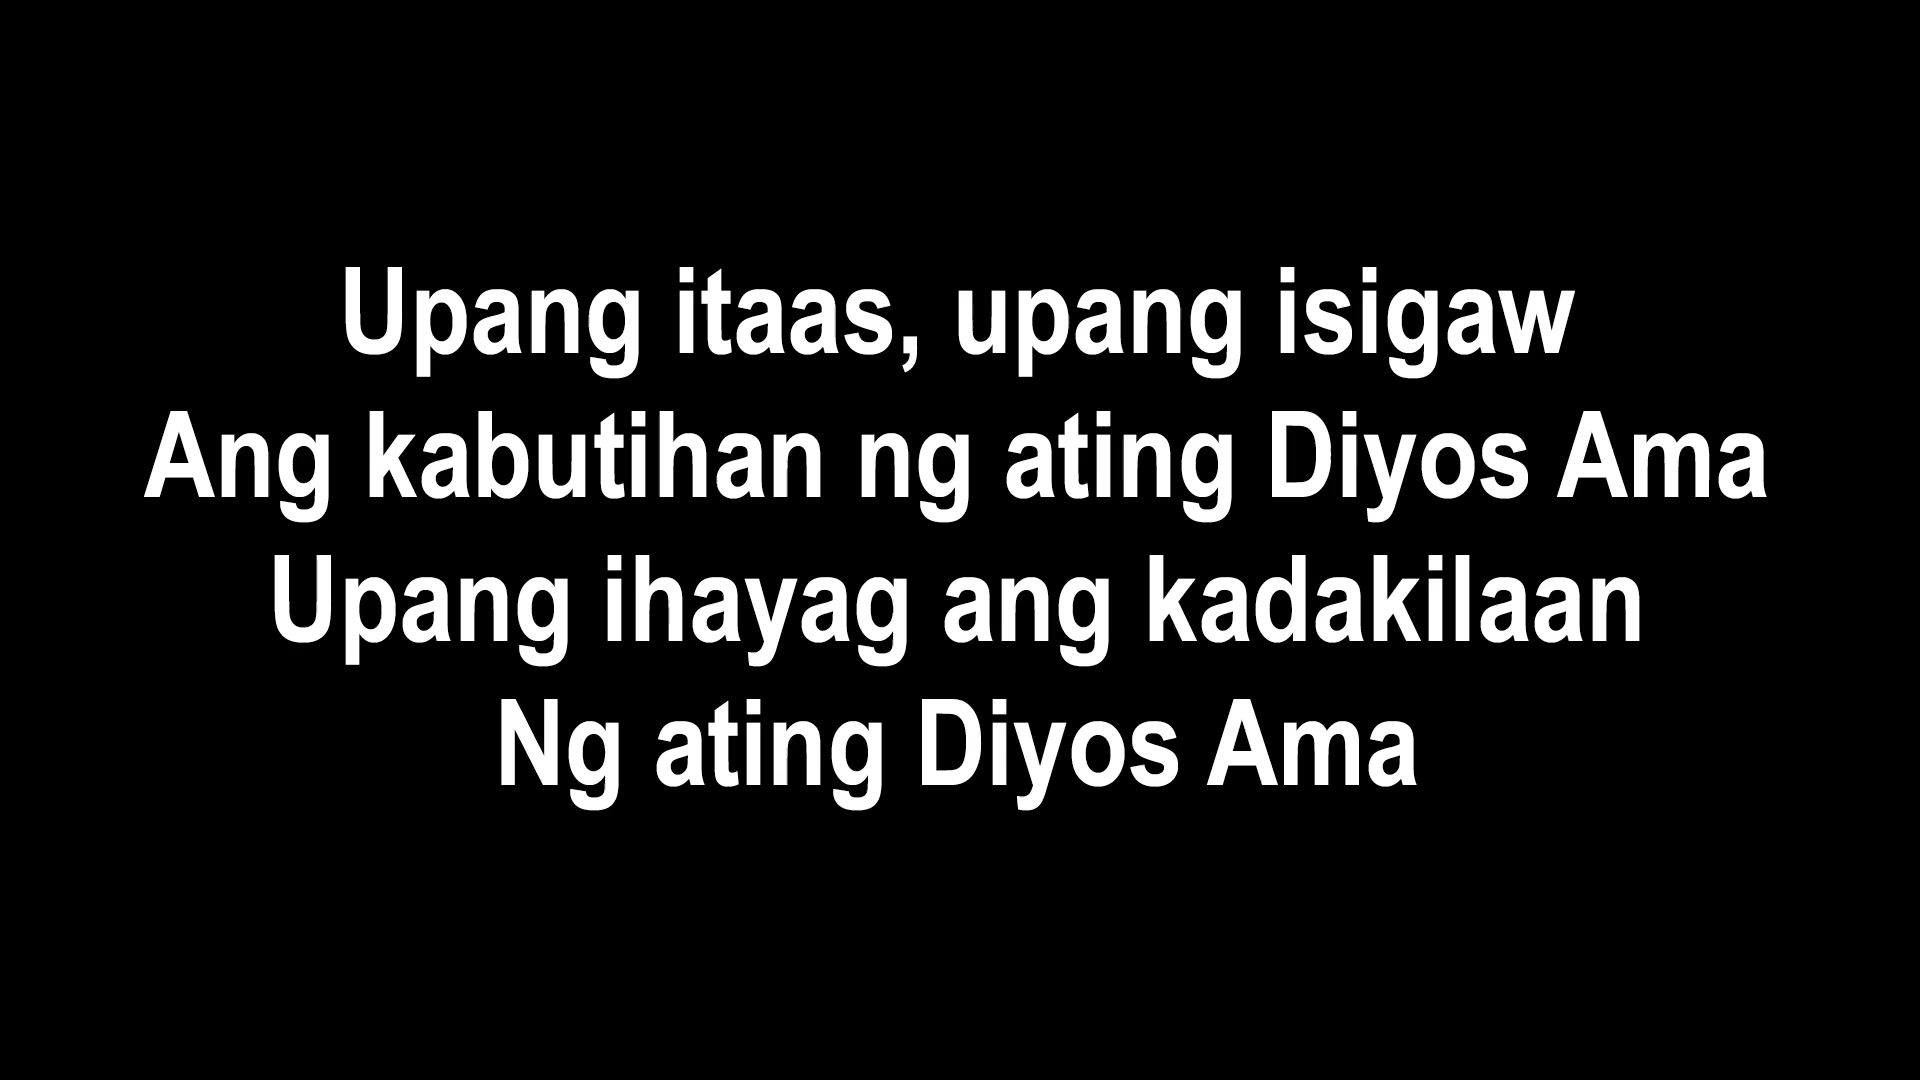 Upang itaas, upang isigaw
Ang kabutihan ng ating Diyos Ama
Upang ihayag ang kadakilaan
Ng ating Diyos Ama